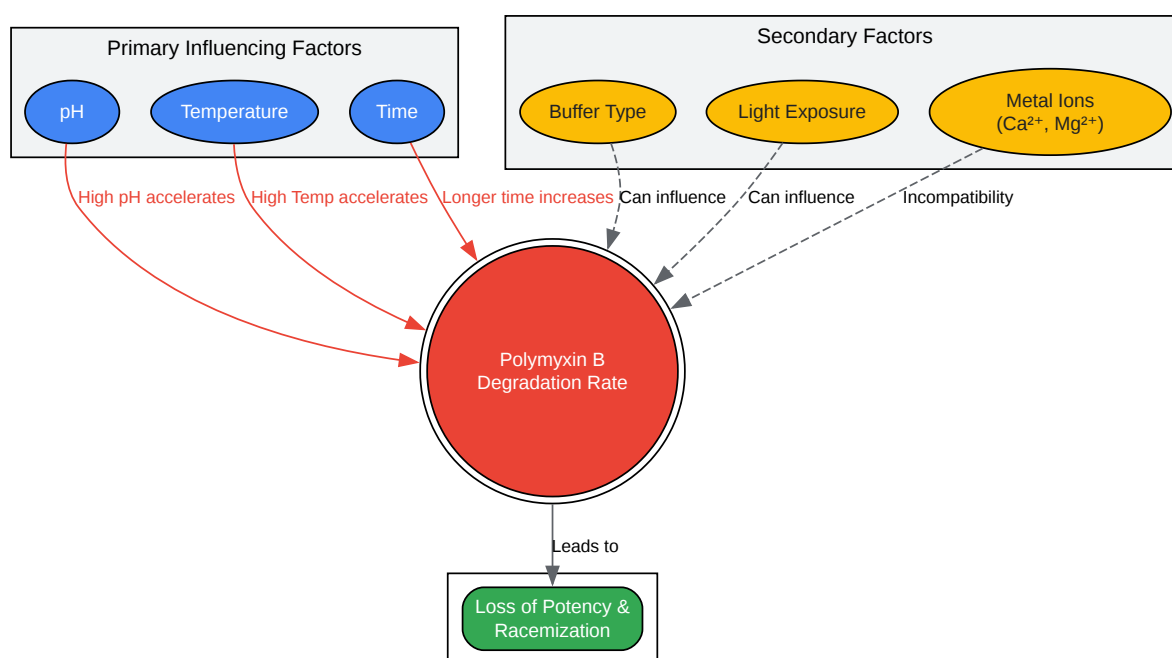 Primary Influencing Factors
pH
Temperature
Time
Secondary Factors
Buffer Type
Light Exposure
Metal Ions
(Ca²⁺, Mg²⁺)
High pH accelerates
High Temp accelerates
Longer time increases
Can influence
Can influence
Incompatibility
Polymyxin B
Degradation Rate
Leads to
Loss of Potency &
Racemization